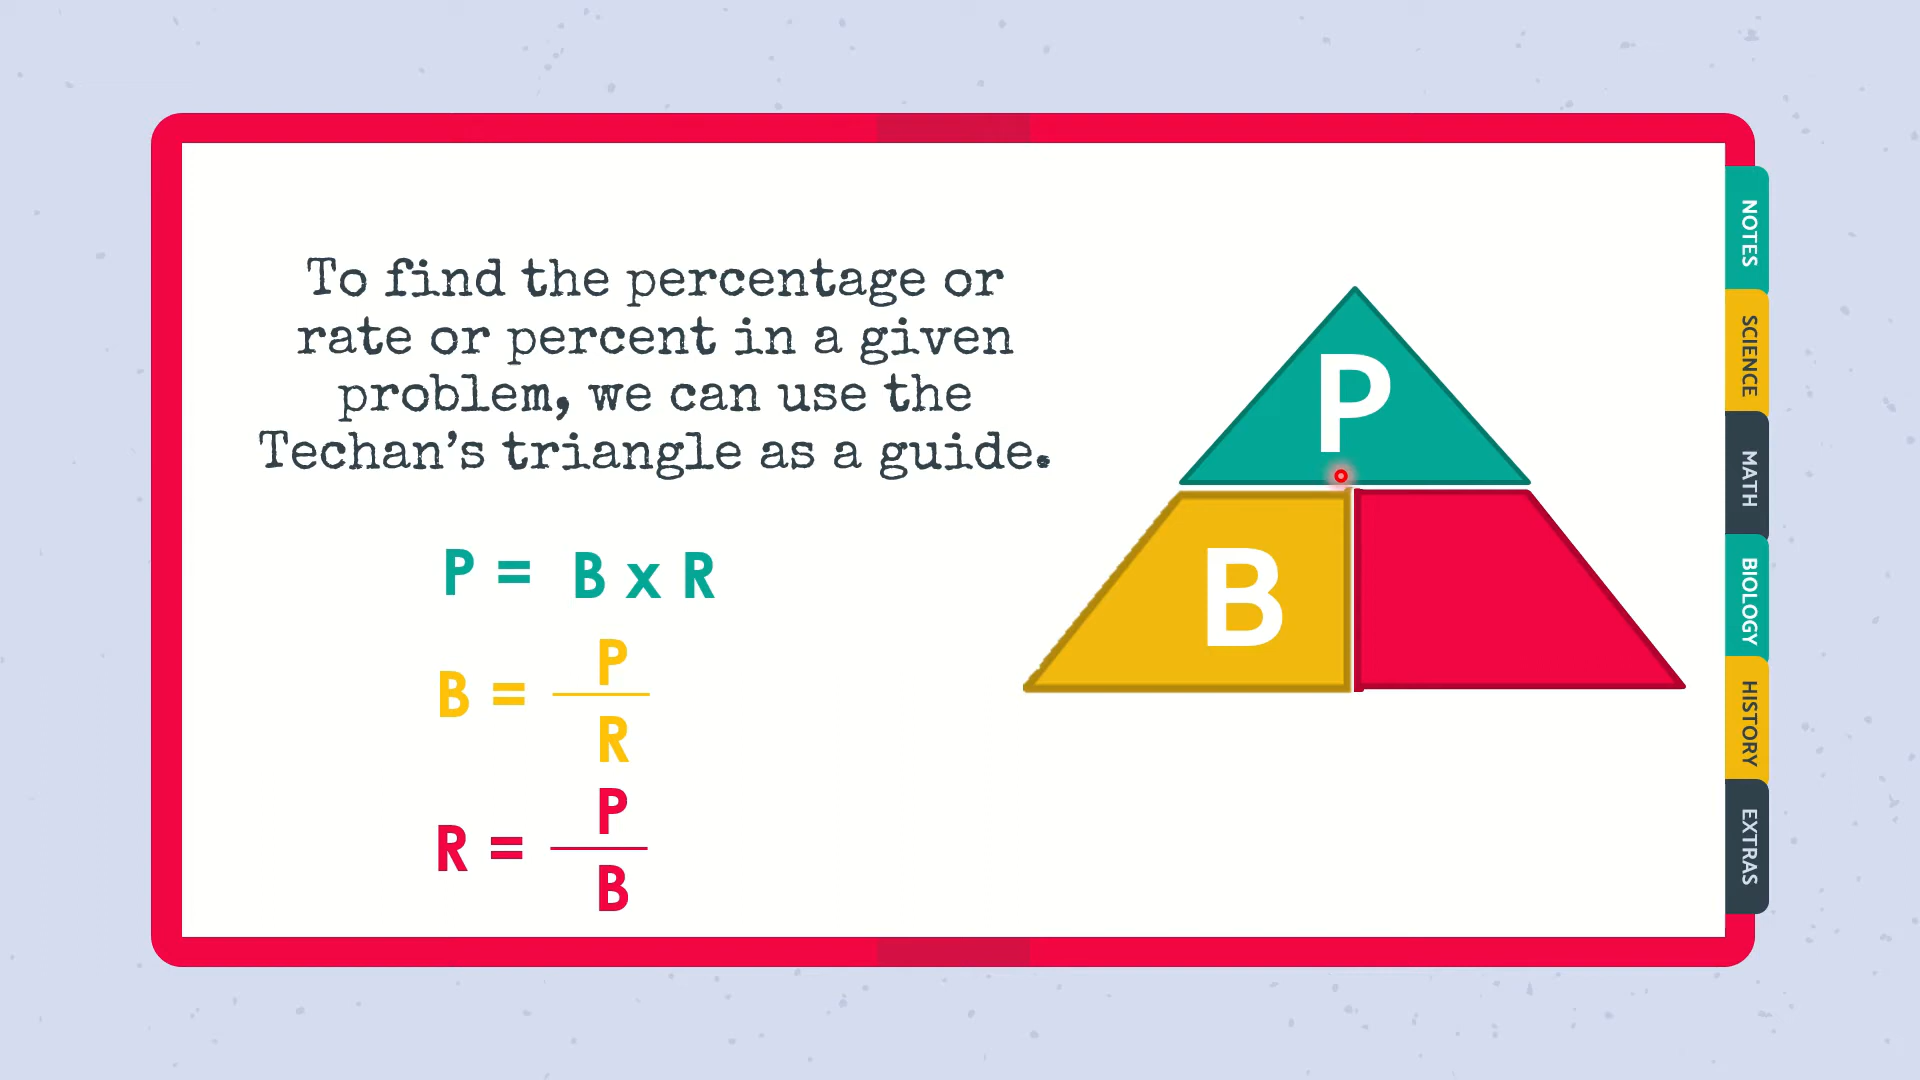 To find the percentage or
rate or percent in a given
problem, we can use the
Techan's triangle as a guide.
P = B x R
B = P
R
R = P
B
P
B
NOTES
SCIENCE
MATH
BIOLOGY
HISTORY
EXTRAS